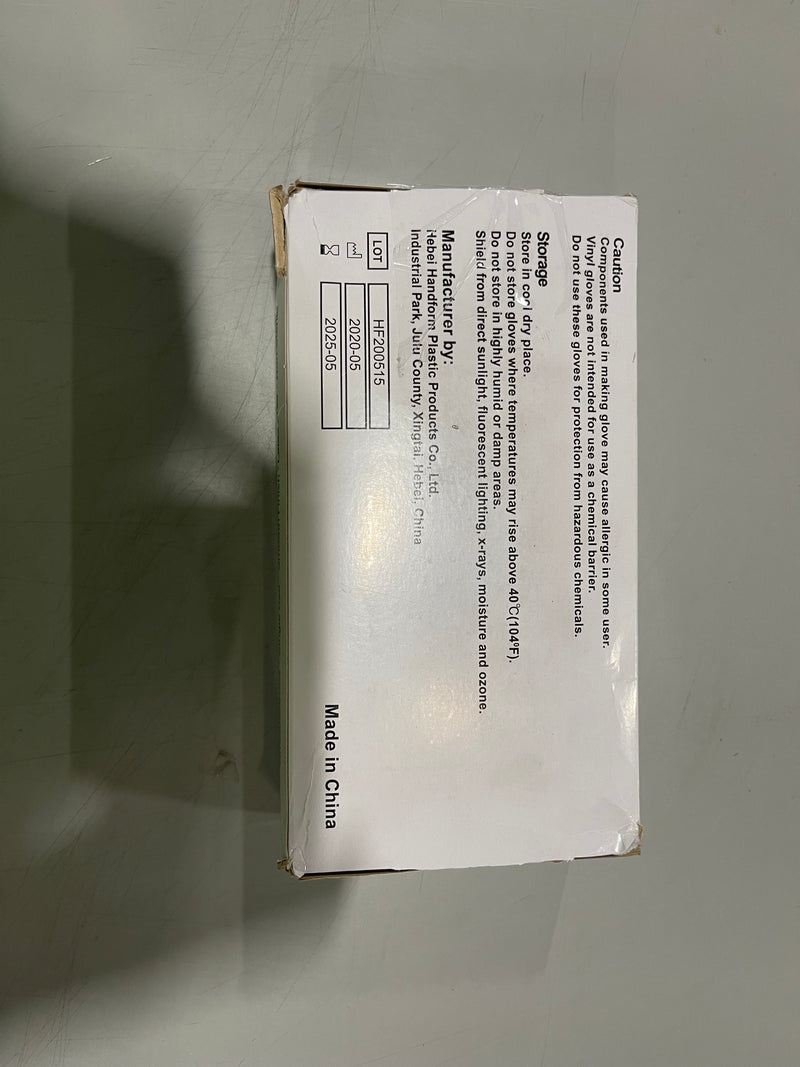 Caution
Components used in making glove may cause allergic in some user.
Vinyl gloves are not intended for use as a chemical barrier.
Do not use these gloves for protection from hazardous chemicals.
Storage
Store in cool dry place.
Do not store gloves where temperatures may rise above 40℃(104ºF).
Do not store in highly humid or damp areas.
Shield from direct sunlight, fluorescent lighting, x-rays, moisture and ozone.
Manufacturer by:
Hebei Handform Plastic Products Co., Ltd.
Industrial Park, Julu County, Xingtai, Hebei, China
LOT HF200515
2020-05
2025-05
Made in China